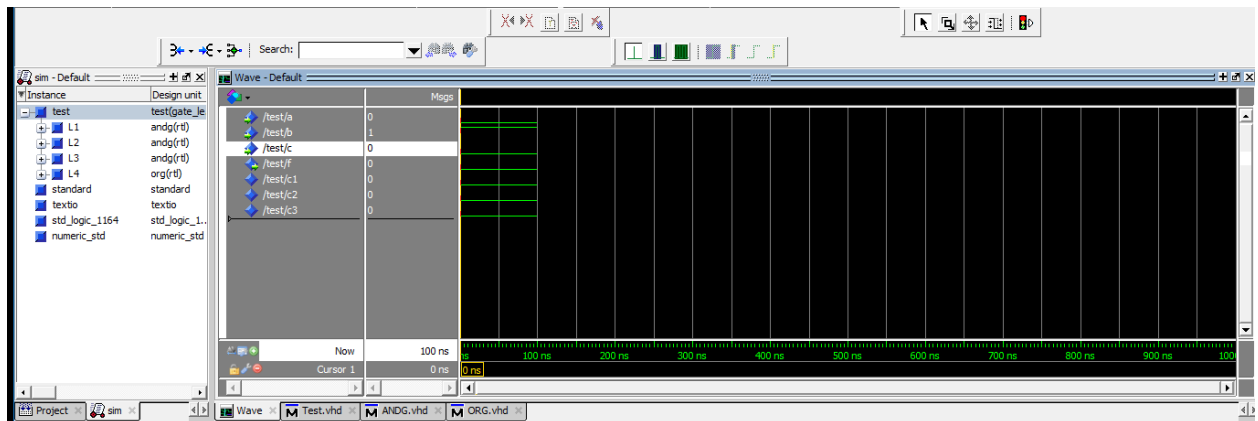 Search:
sim - Default
Wave - Default
Instance Design unit
Msgs
test test(gate_le
L1 andg(rtl)
L2 andg(rtl)
L3 andg(rtl)
L4 org(rtl)
standard standard
textio textio
std_logic_1164 std_logic_1..
numeric_std numeric_std
/test/a 0
/test/b 1
/test/c 0
/test/f 0
/test/c1 0
/test/c2 0
/test/c3 0
Now 100 ns
ns 100 ns 200 ns 300 ns 400 ns 500 ns 600 ns 700 ns 800 ns 900 ns 100
Cursor 1 0 ns 0 ns
Project sim Wave Test.vhd ANDG.vhd ORG.vhd